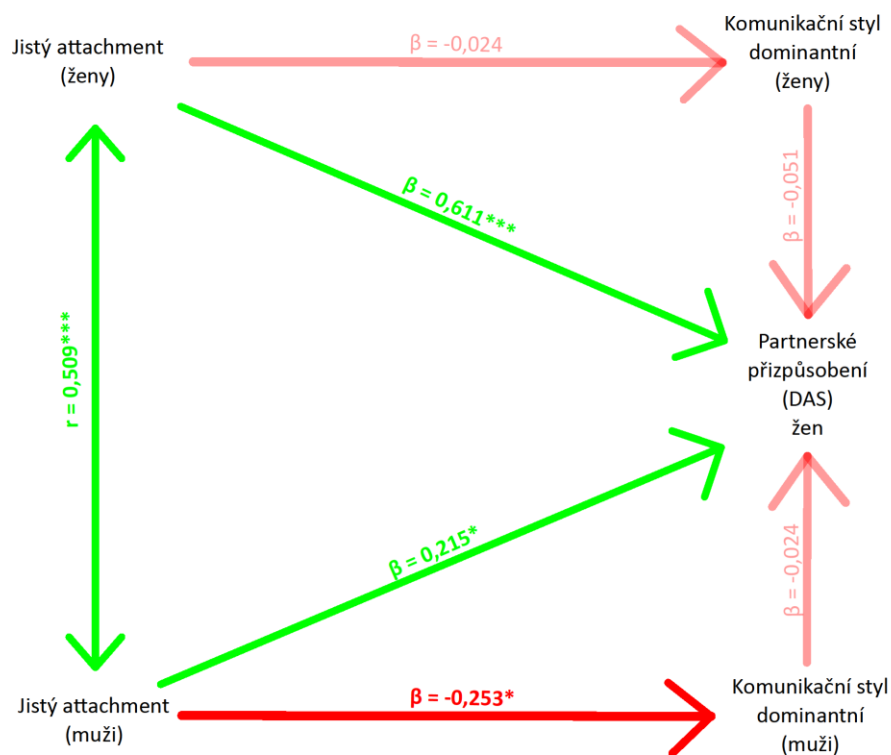 Jistý attachment
(ženy)
β = -0,024
Komunikační styl
dominantní
(ženy)
β = 0,611***
β = -0,051
r = 0,509***
Partnerské
přizpůsobení
(DAS)
žen
β = 0,215*
β = -0,024
Jistý attachment
(muži)
β = -0,253*
Komunikační styl
dominantní
(muži)